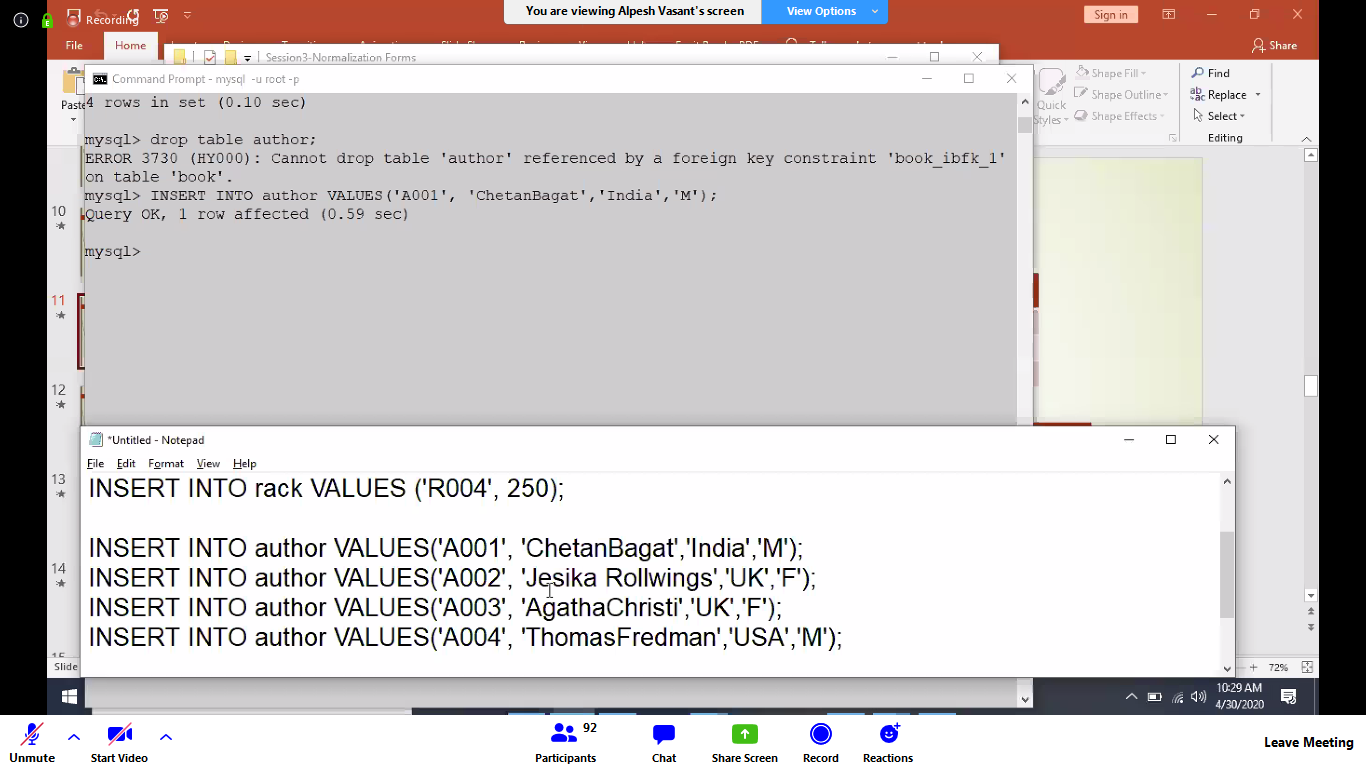 Recording
You are viewing Alpesh Vasant's screen
View Options
Sign in
File
Home
Share
Session3-Normalization Forms
Command Prompt - mysql -u root -p
Paste
4 rows in set (0.10 sec)
mysql> drop table author;
ERROR 3730 (HY000): Cannot drop table 'author' referenced by a foreign key constraint 'book_ibfk_1'
on table 'book'.
mysql> INSERT INTO author VALUES('A001', 'ChetanBagat','India','M');
Query OK, 1 row affected (0.59 sec)
mysql>
Quick
Styles
Shape Fill
Shape Outline
Shape Effects
Find
Replace
Select
Editing
10
11
12
13
14
15
*Untitled - Notepad
File Edit Format View Help
INSERT INTO rack VALUES ('R004', 250);
INSERT INTO author VALUES('A001', 'ChetanBagat','India','M');
INSERT INTO author VALUES('A002', 'Jesika Rollwings','UK','F');
INSERT INTO author VALUES('A003', 'AgathaChristi','UK','F');
INSERT INTO author VALUES('A004', 'ThomasFredman','USA','M');
Slide
72%
10:29 AM
4/30/2020
Unmute
Start Video
92
Participants
Chat
Share Screen
Record
Reactions
Leave Meeting